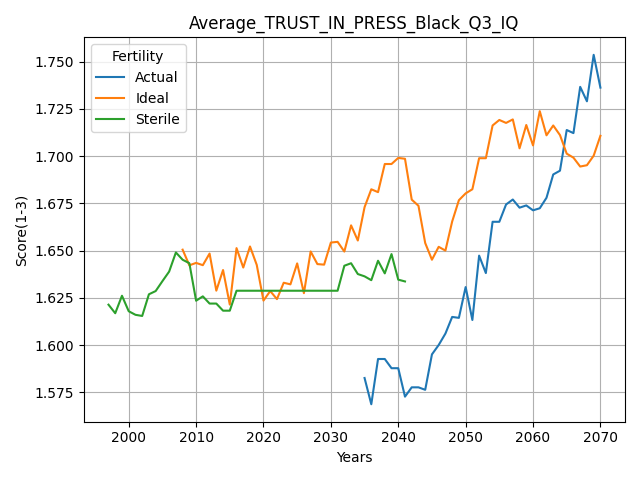 Average_TRUST_IN_PRESS_Black_Q3_IQ
Fertility
Actual
Ideal
Sterile
Score(1-3)
1.750
1.725
1.700
1.675
1.650
1.625
1.600
1.575
2000 2010 2020 2030 2040 2050 2060 2070
Years